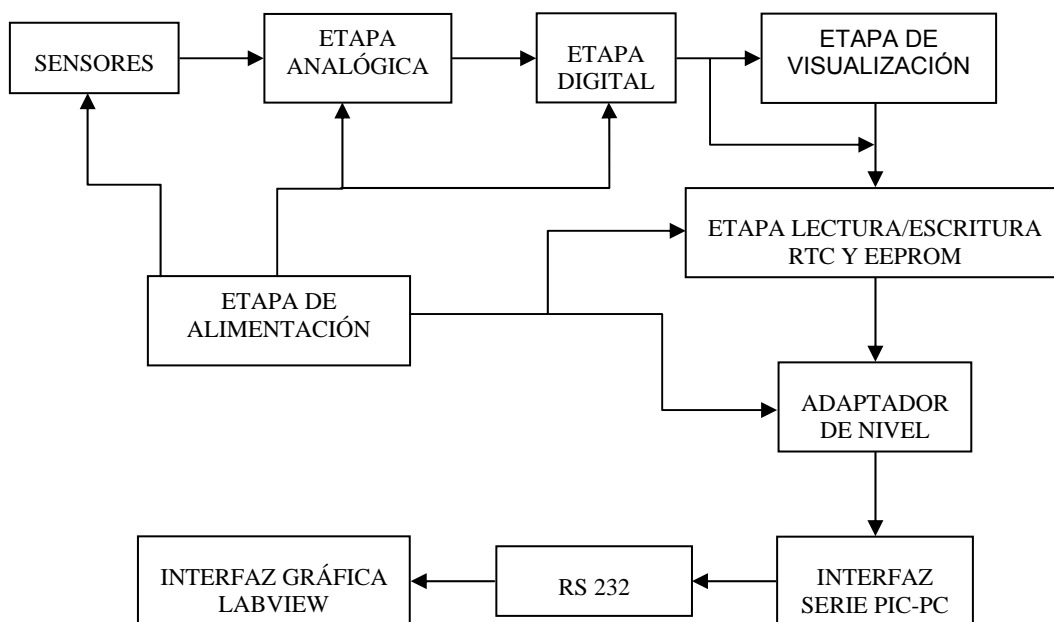 SENSORES
ETAPA
ANALÓGICA
ETAPA
DIGITAL
ETAPA DE
VISUALIZACIÓN
ETAPA LECTURA/ESCRITURA
RTC Y EEPROM
ETAPA DE
ALIMENTACIÓN
ADAPTADOR
DE NIVEL
INTERFAZ GRÁFICA
LABVIEW
RS 232
INTERFAZ
SERIE PIC-PC